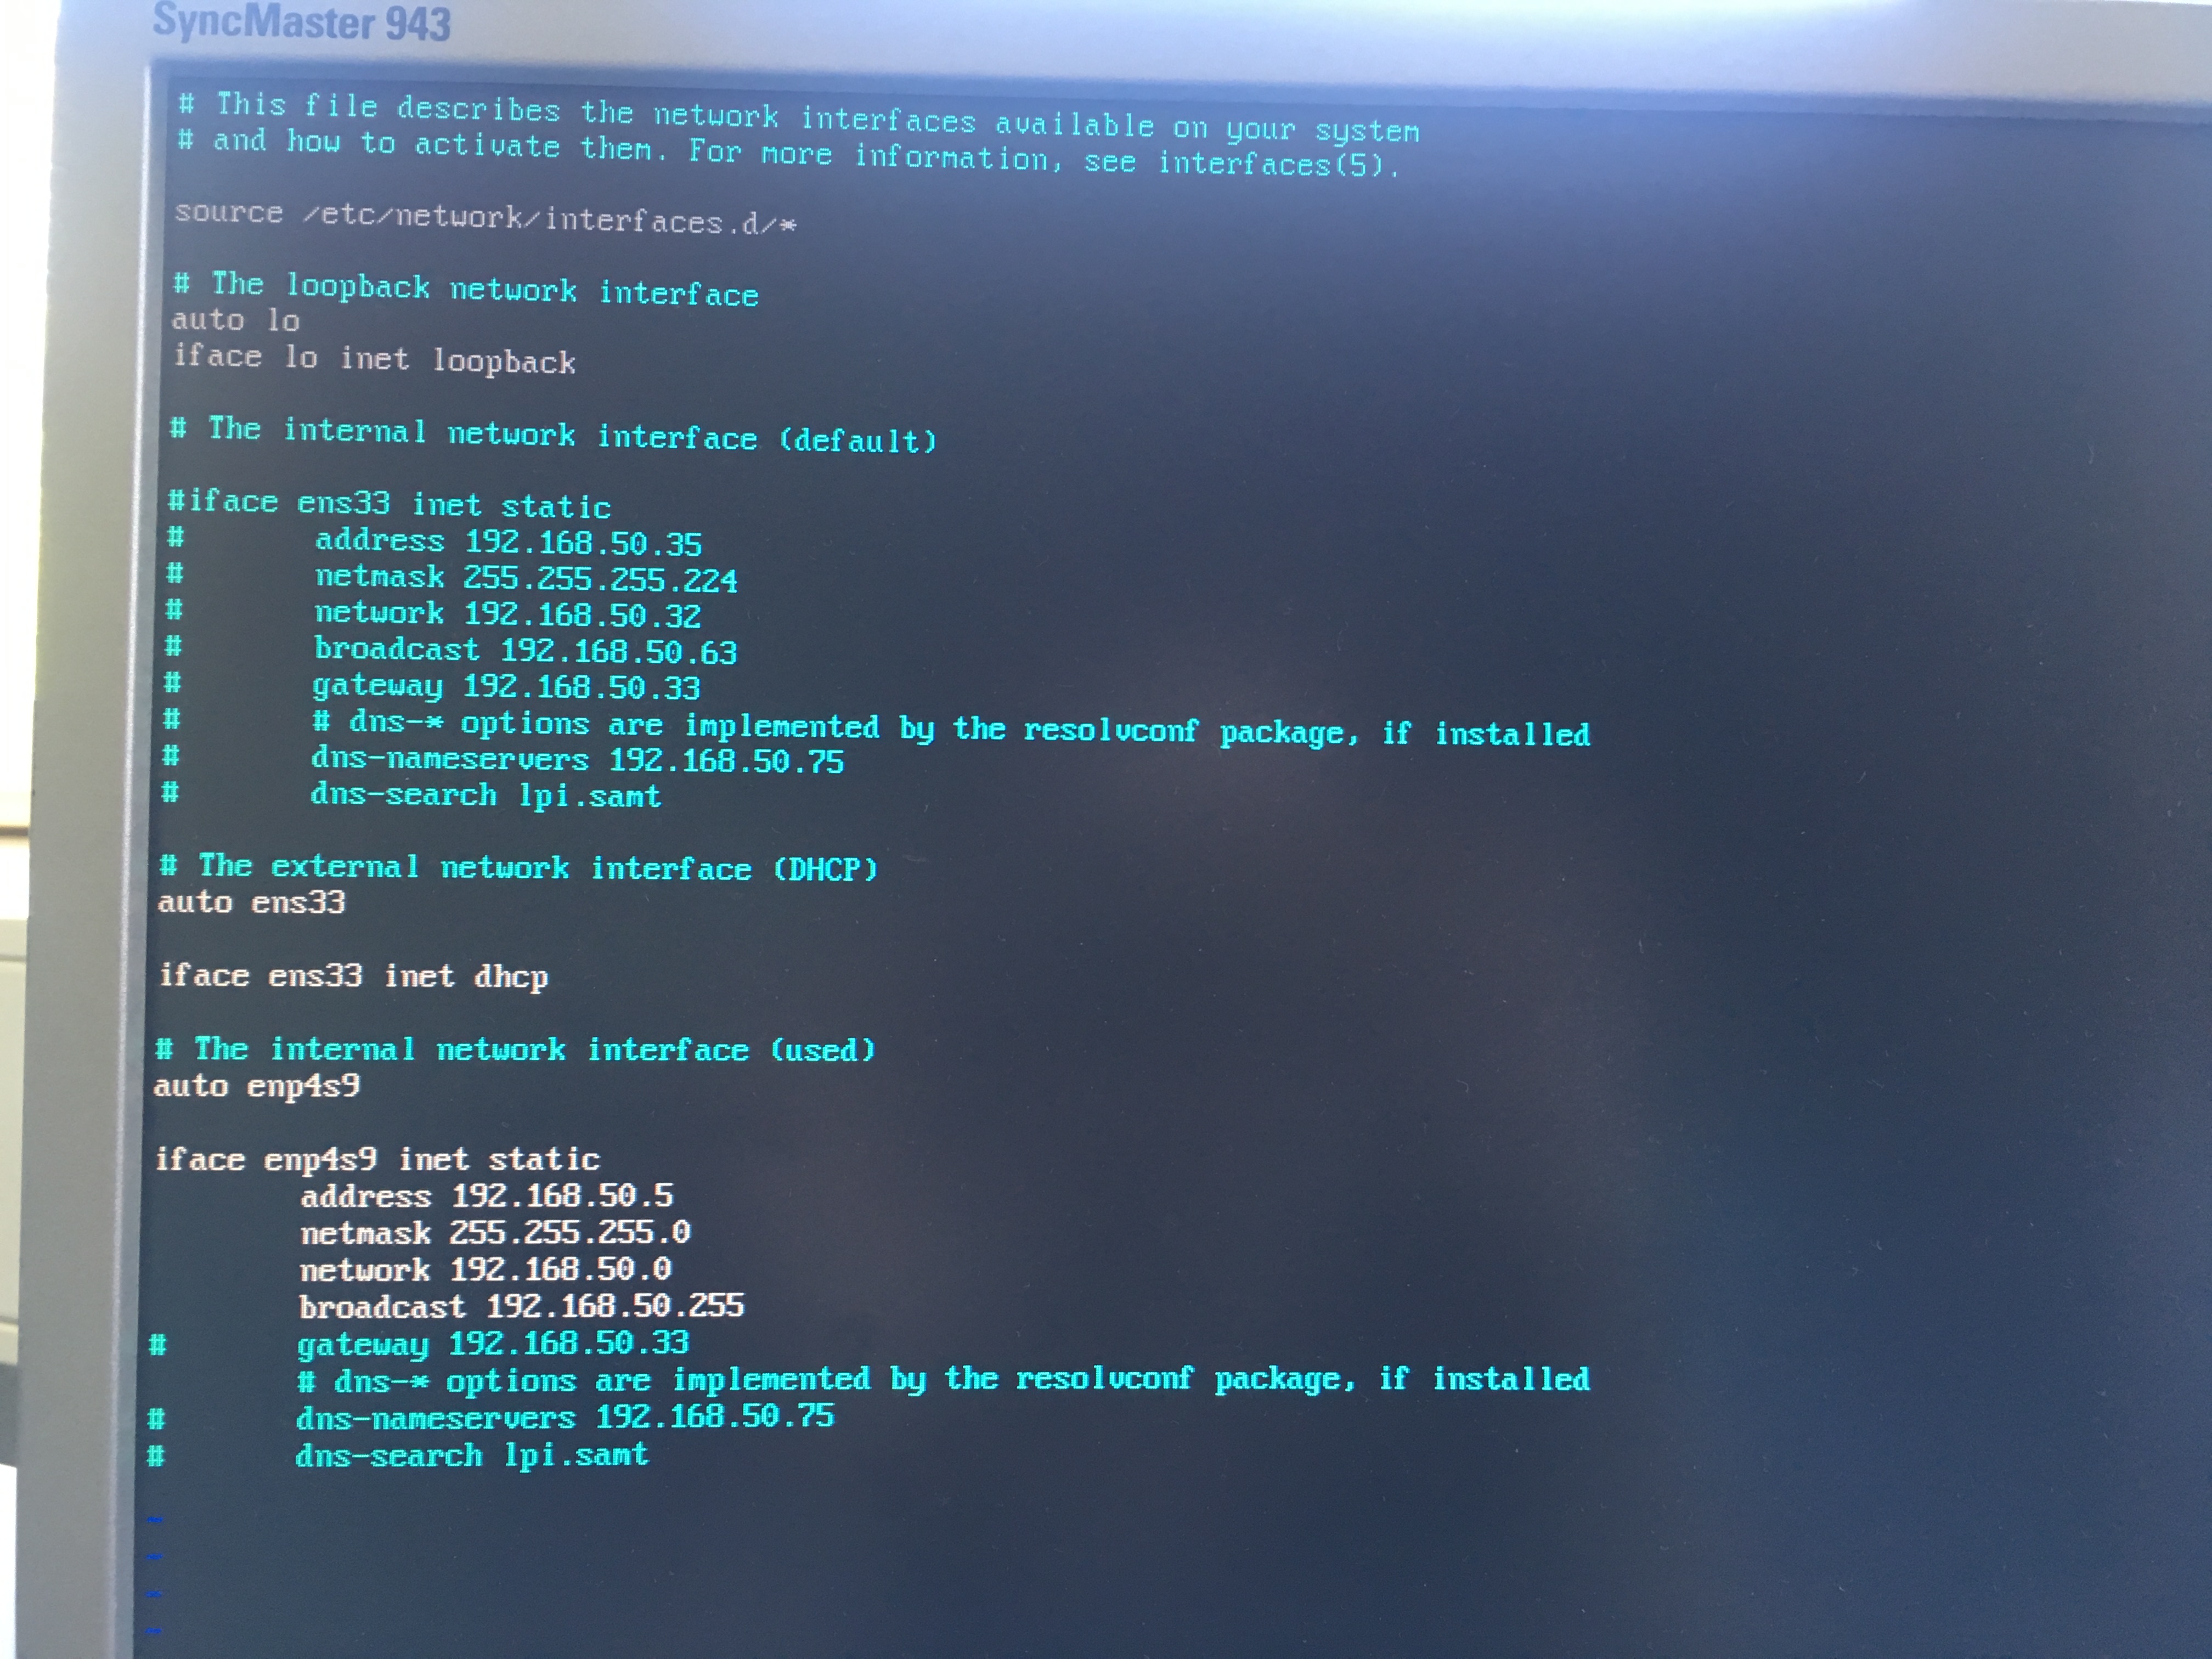 SyncMaster 943
# This file describes the network interfaces available on your system
# and how to activate them. For more information, see interfaces(5).
source /etc/network/interfaces.d/*
# The loopback network interface
auto lo
iface lo inet loopback
# The internal network interface (default)
#iface ens33 inet static
#       address 192.168.50.35
#       netmask 255.255.255.224
#       network 192.168.50.32
#       broadcast 192.168.50.63
#       gateway 192.168.50.33
#       # dns-* options are implemented by the resolvconf package, if installed
#       dns-nameservers 192.168.50.75
#       dns-search lpi.samt
# The external network interface (DHCP)
auto ens33
iface ens33 inet dhcp
# The internal network interface (used)
auto enp4s9
iface enp4s9 inet static
        address 192.168.50.5
        netmask 255.255.255.0
        network 192.168.50.0
        broadcast 192.168.50.255
#       gateway 192.168.50.33
        # dns-* options are implemented by the resolvconf package, if installed
#       dns-nameservers 192.168.50.75
#       dns-search lpi.samt
~
~
~
~